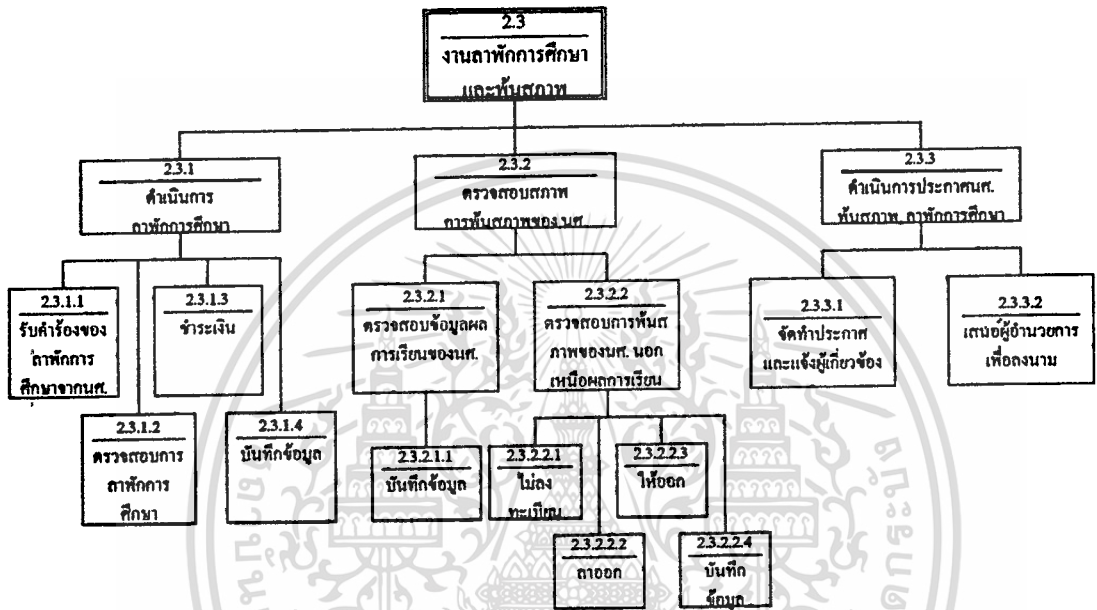 2.3
งานลาพักการศึกษา
และพ้นสภาพ
2.3.1
ดำเนินการ
ลาพักการศึกษา
2.3.2
ตรวจสอบสภาพ
การพ้นสภาพของ นศ.
2.3.3
ดำเนินการประกาศนศ.
พ้นสภาพ ลาพักการศึกษา
2.3.1.1
รับคำร้องของ
ลาพักการ
ศึกษาจากนศ.
2.3.1.3
ชำระเงิน
2.3.2.1
ตรวจสอบข้อมูลผล
การเรียนของนศ.
2.3.2.2
ตรวจสอบการพ้นส
ภาพของนศ. นอก
เหนือผลการเรียน
2.3.3.1
จัดทำประกาศ
และแจ้งผู้เกี่ยวข้อง
2.3.3.2
เสนอผู้อำนวยการ
เพื่อลงนาม
2.3.1.2
ตรวจสอบการ
ลาพักการ
ศึกษา
2.3.1.4
บันทึกข้อมูล
2.3.2.1.1
บันทึกข้อมูล
2.3.2.2.1
ไม่ลง
ทะเบียน
2.3.2.2.3
ให้ออก
2.3.2.2.2
ลาออก
2.3.2.2.4
บันทึก
ข้อมูล